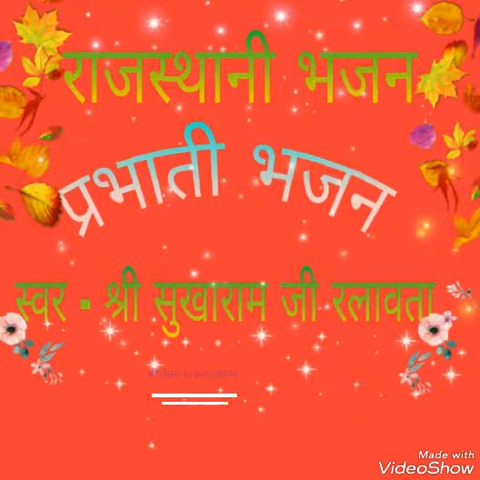 राजस्थानी भजन
प्रभाती भजन
स्वर - श्री सुखाराम जी रलावता
Made with
VideoShow